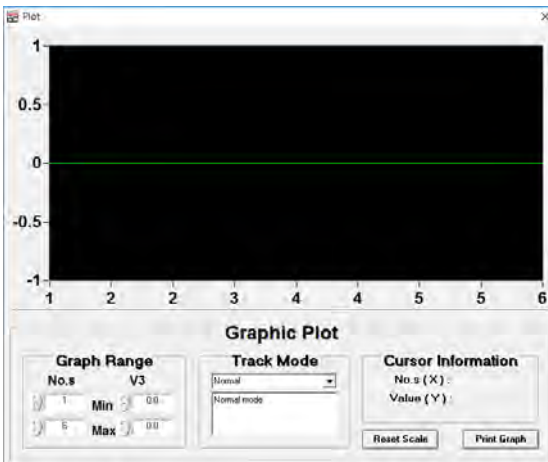 Plot
1
0.5
0
-0.5
-1
1 2 2 3 4 4 5 5 6
Graphic Plot
Graph Range
No.s V3
1 Min 0.0
6 Max 0.0
Track Mode
Normal
Normal mode
Cursor Information
No.s ( X ) :
Value ( Y ) :
Reset Scale Print Graph